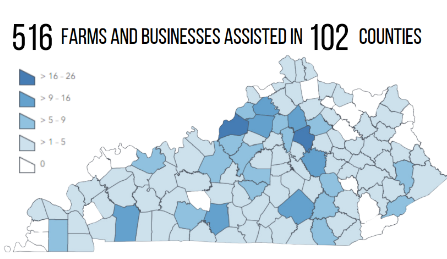 516 FARMS AND BUSINESSES ASSISTED IN 102 COUNTIES
> 16 - 26
> 9 - 16
> 5 - 9
> 1 - 5
0